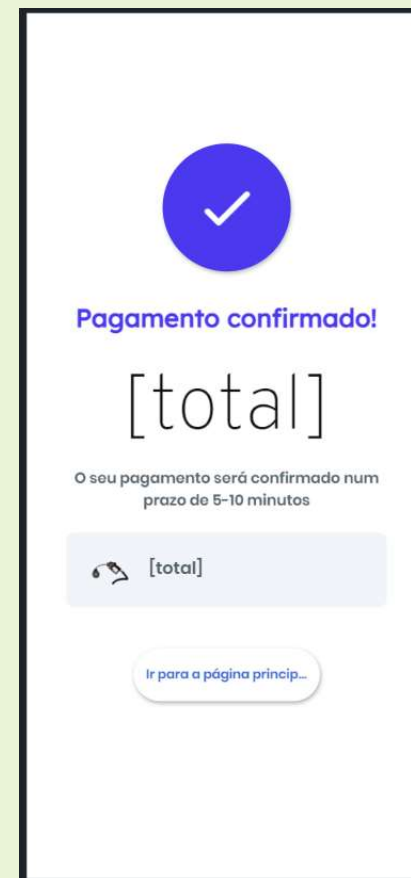 Pagamento confirmado!
[total]
O seu pagamento será confirmado num
prazo de 5-10 minutos
[total]
Ir para a página princip...